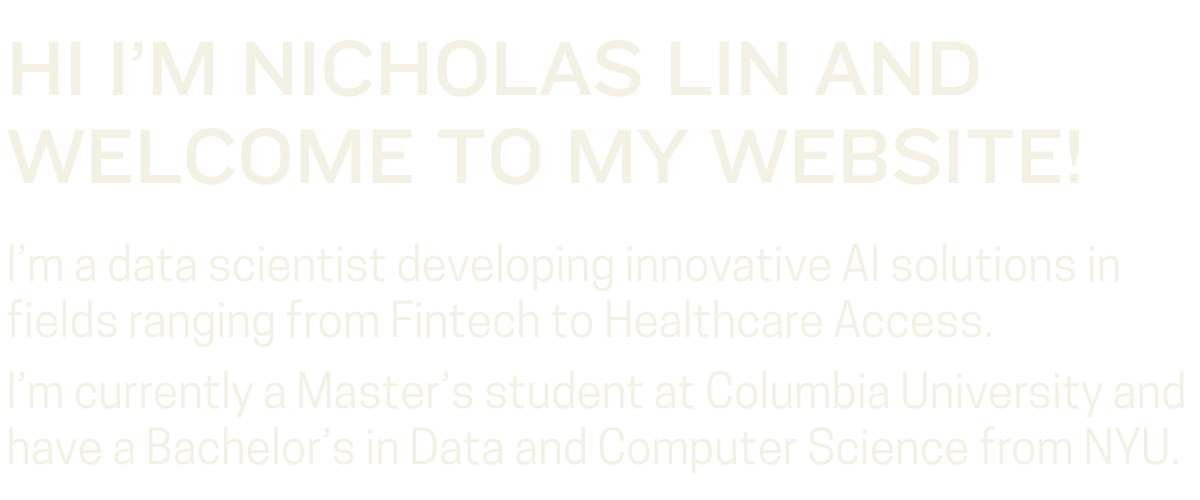 HI I’M NICHOLAS LIN AND
WELCOME TO MY WEBSITE!
I’m a data scientist developing innovative AI solutions in
fields ranging from Fintech to Healthcare Access.
I’m currently a Master’s student at Columbia University and
have a Bachelor’s in Data and Computer Science from NYU.